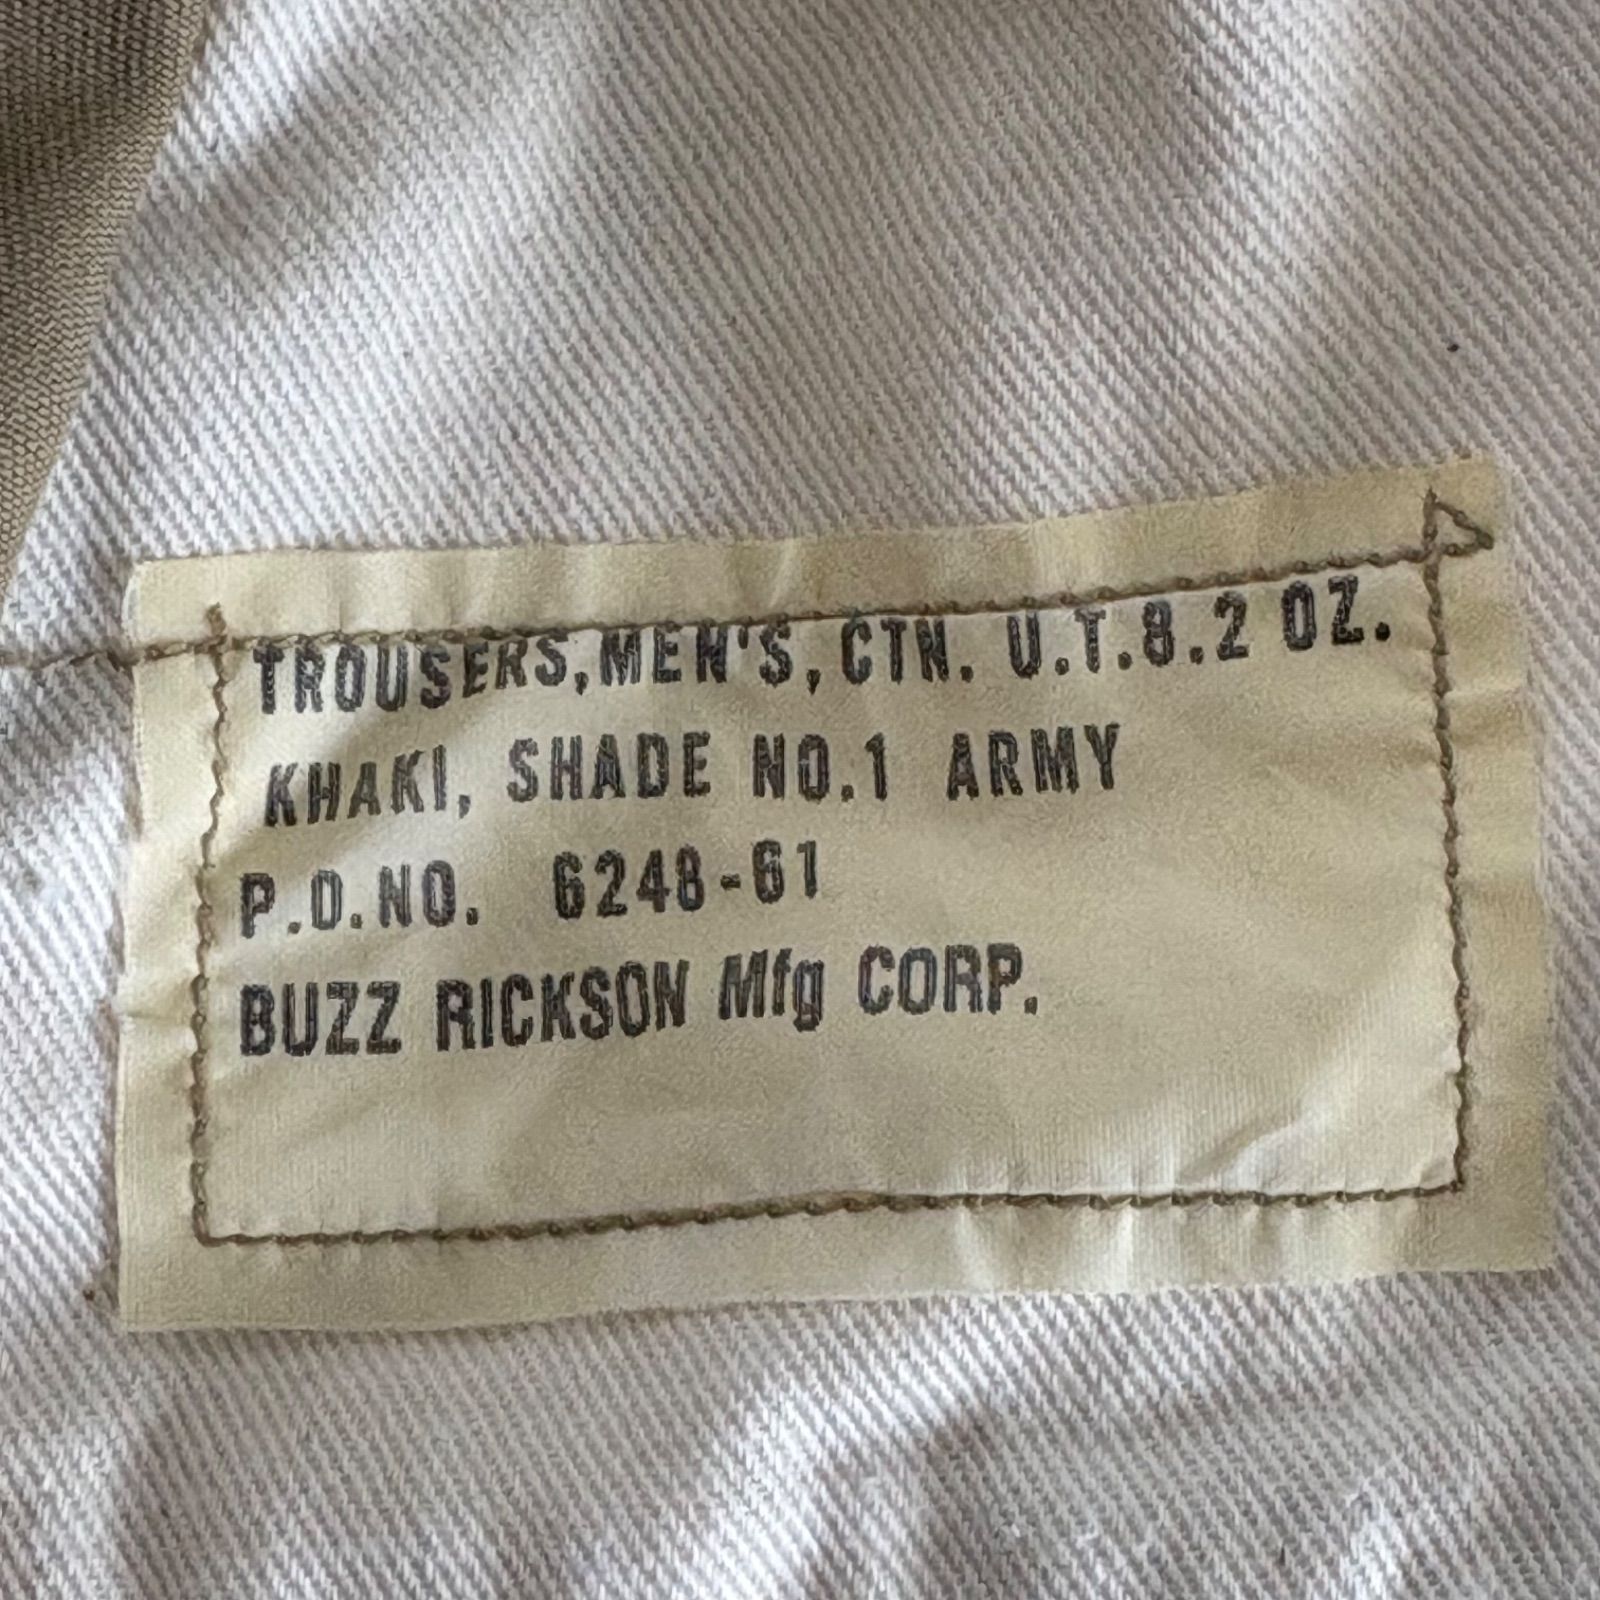 TROUSERS, MEN'S, CTN. U.T. 8.2 OZ.
KHAKI, SHADE NO.1 ARMY
P.O.NO. 6248-61
BUZZ RICKSON Mfg CORP.